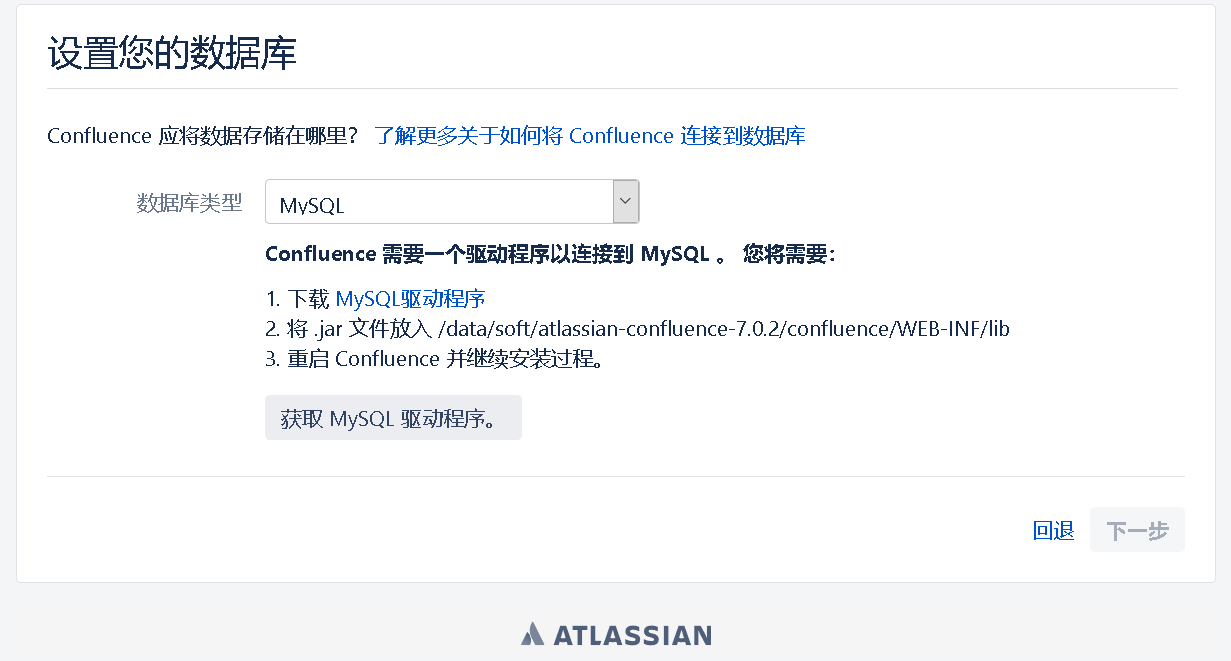 设置您的数据库
Confluence 应将数据存储在哪里？ 了解更多关于如何将 Confluence 连接到数据库
数据库类型 MySQL
Confluence 需要一个驱动程序以连接到 MySQL 。 您将需要：
1. 下载 MySQL驱动程序
2. 将 .jar 文件放入 /data/soft/atlassian-confluence-7.0.2/confluence/WEB-INF/lib
3. 重启 Confluence 并继续安装过程。
获取 MySQL 驱动程序。
回退 下一步
ATLASSIAN